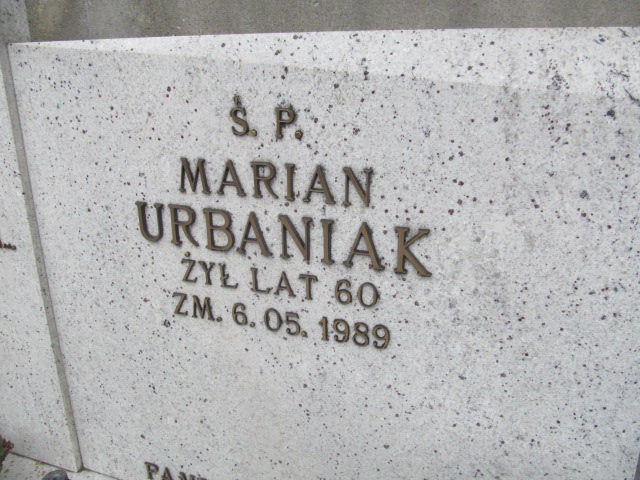 Ś. P.
MARIAN
URBANIAK
ŻYŁ LAT 60
ZM. 6. 05. 1989